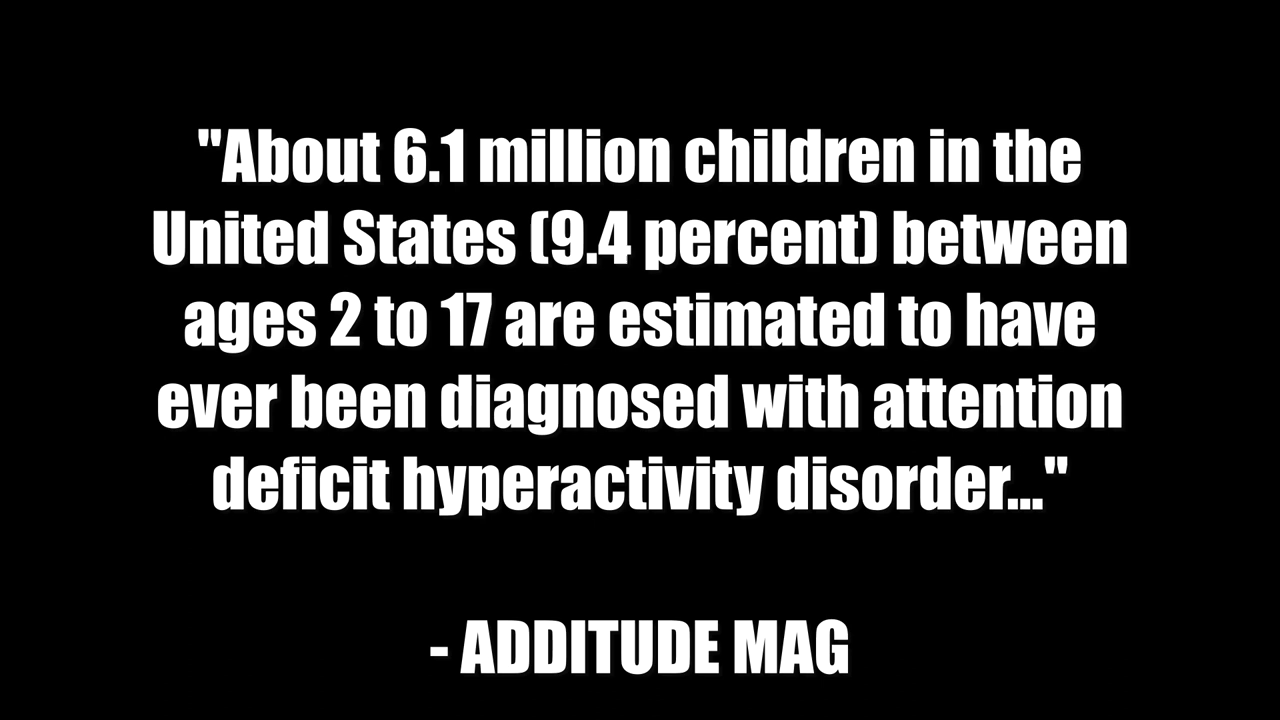 "About 6.1 million children in the
United States (9.4 percent) between
ages 2 to 17 are estimated to have
ever been diagnosed with attention
deficit hyperactivity disorder..."
- ADDITUDE MAG